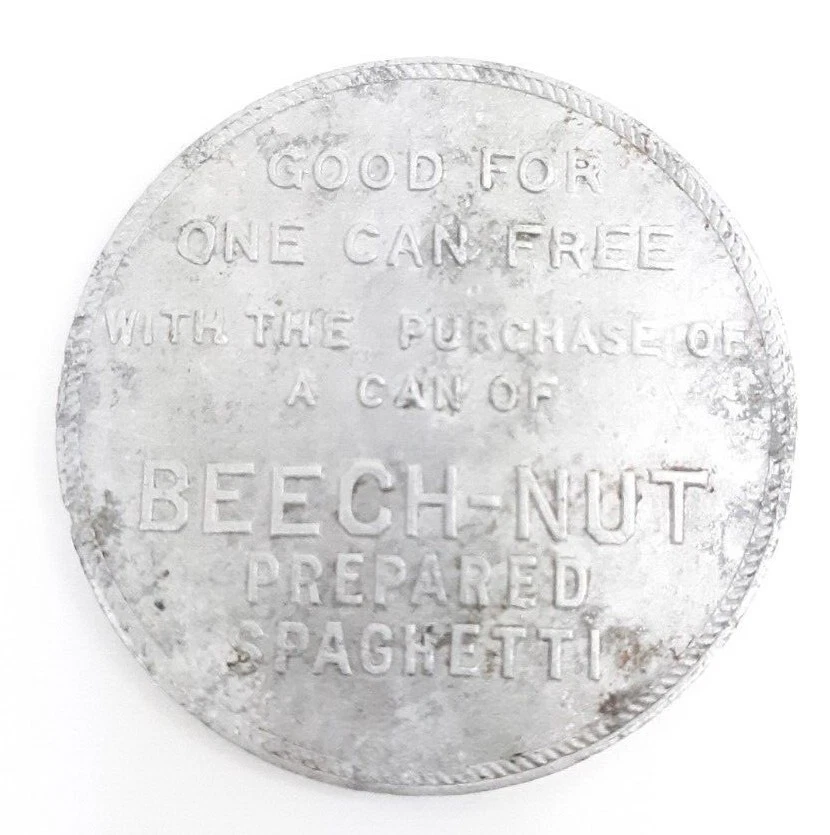 GOOD FOR
ONE CAN FREE
WITH THE PURCHASE OF
A CAN OF
BEECH-NUT
PREPARED
SPAGHETTI